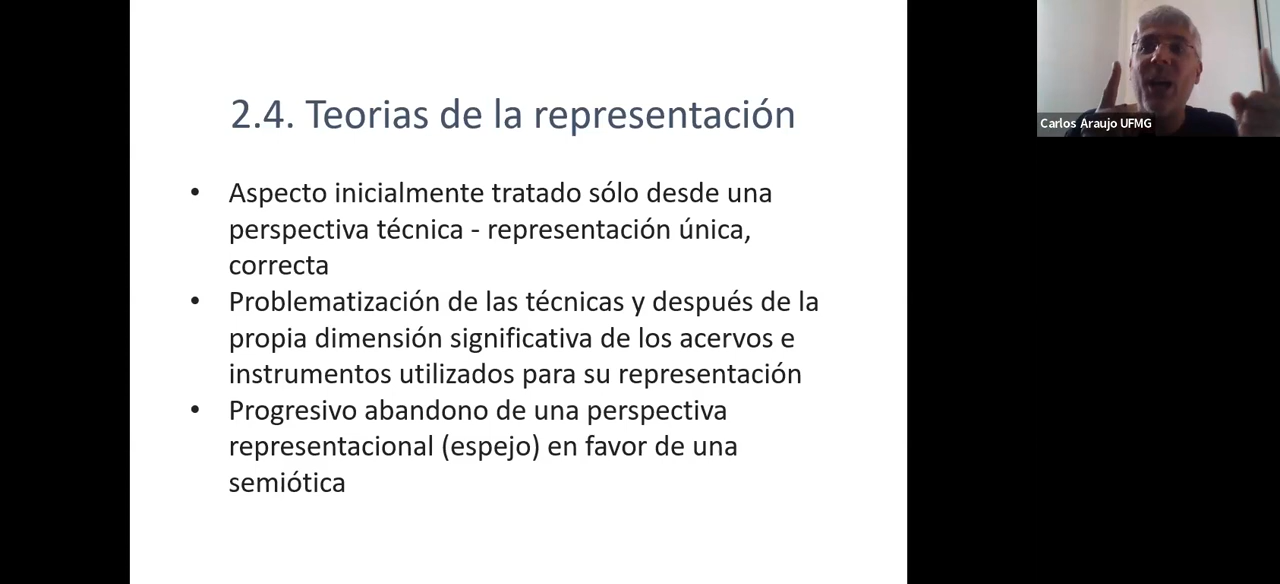 2.4. Teorias de la representación
• Aspecto inicialmente tratado sólo desde una
perspectiva técnica - representación única,
correcta
• Problematización de las técnicas y después de la
propia dimensión significativa de los acervos e
instrumentos utilizados para su representación
• Progresivo abandono de una perspectiva
representacional (espejo) en favor de una
semiótica
Carlos Araujo UFMG